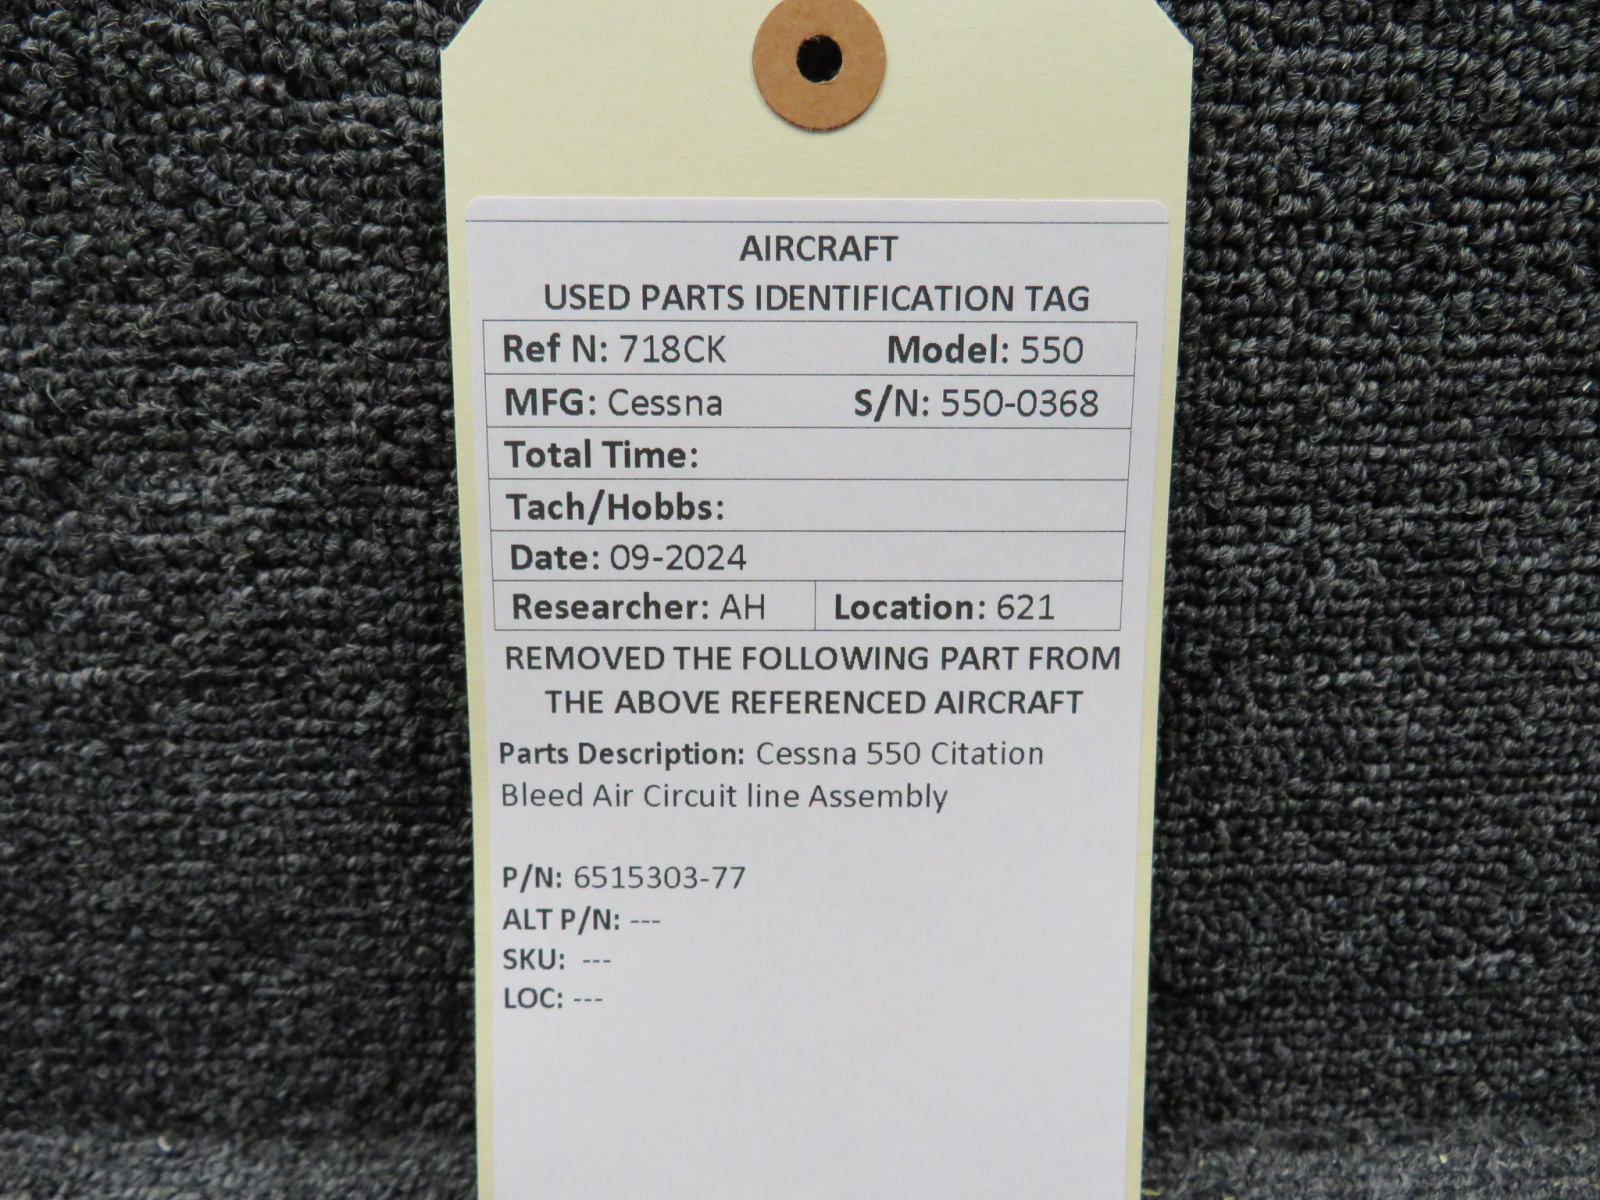 AIRCRAFT
USED PARTS IDENTIFICATION TAG
Ref N: 718CK Model: 550
MFG: Cessna S/N: 550-0368
Total Time:
Tach/Hobbs:
Date: 09-2024
Researcher: AH Location: 621
REMOVED THE FOLLOWING PART FROM
THE ABOVE REFERENCED AIRCRAFT
Parts Description: Cessna 550 Citation
Bleed Air Circuit line Assembly
P/N: 6515303-77
ALT P/N: ---
SKU: ---
LOC: ---